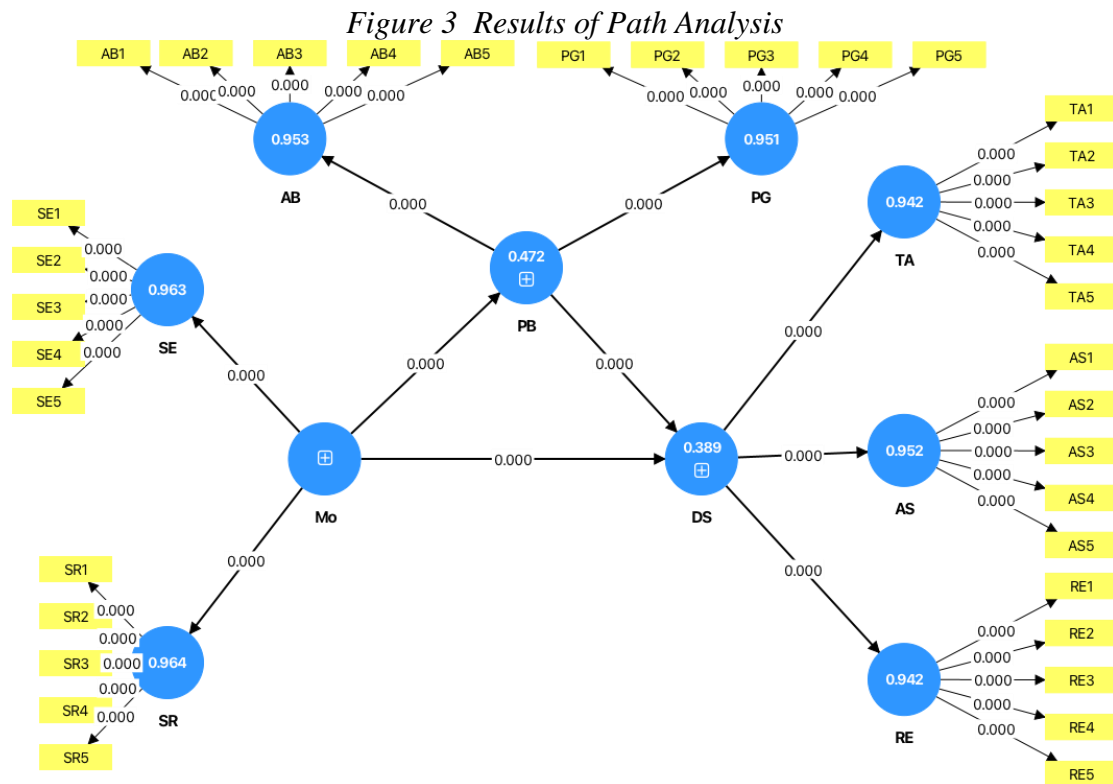 Figure 3 Results of Path Analysis
AB1 AB2 AB3 AB4 AB5 PG1 PG2 PG3 PG4 PG5
0.000 0.000 0.000 0.000 0.000 0.000 0.000 0.000 0.000 0.000
0.953 0.951
AB PG
TA1
0.000
TA2
0.000
0.942 0.000 TA3
0.000
TA4
0.000
TA TA5
0.000 0.000
SE1
0.000
SE2
0.000
0.963 0.000
SE3
0.000
SE4
0.000
SE SE5
0.472
PB
0.000
0.000 0.000 0.000
AS1
0.000
AS2
0.000
0.952 0.000 AS3
0.000
AS4
0.000
AS AS5
0.389
0.000 0.000
Mo DS
0.000 0.000
SR1
0.000
SR2
0.000
SR3 0.000 0.964
0.000
SR4
0.000
SR
SR5
RE1
0.000
RE2
0.000
0.942 0.000 RE3
0.000
RE4
0.000
RE
RE5